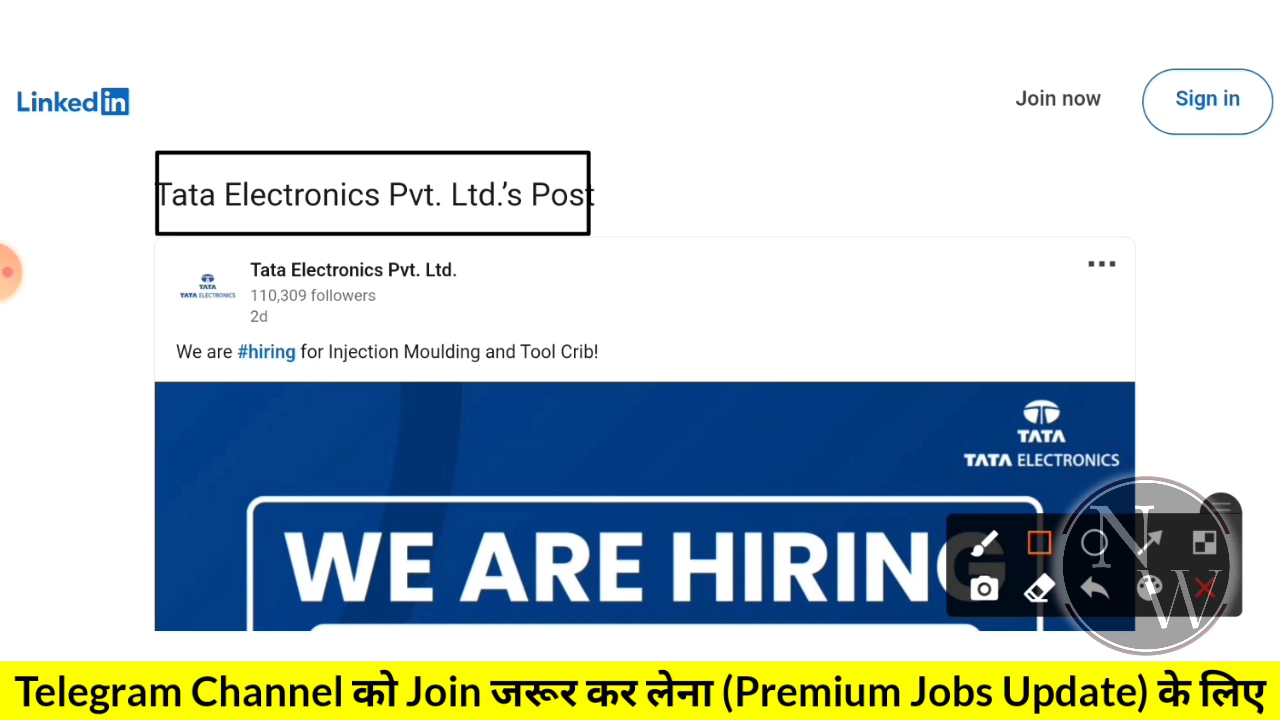 LinkedIn
Join now
Sign in
Tata Electronics Pvt. Ltd.’s Post
Tata Electronics Pvt. Ltd.
TATA
TATA ELECTRONICS
110,309 followers
2d
We are #hiring for Injection Moulding and Tool Crib!
TATA
TATA ELECTRONICS
WE ARE HIRING
NW
Telegram Channel को Join जरूर कर लेना (Premium Jobs Update) के लिए